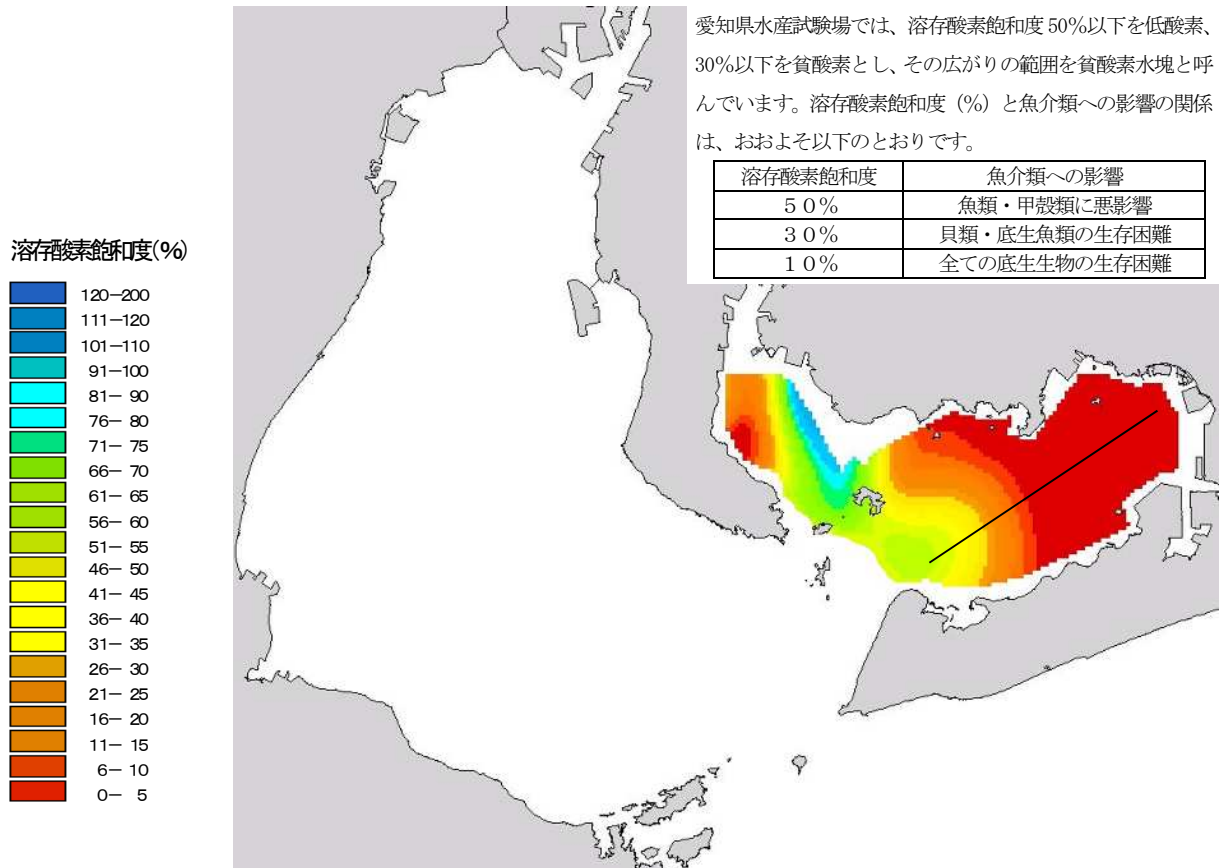 愛知県水産試験場では、溶存酸素飽和度 50%以下を低酸素、
30%以下を貧酸素とし、その広がりの範囲を貧酸素水塊と呼
んでいます。溶存酸素飽和度（%）と魚介類への影響の関係
は、おおよそ以下のとおりです。
溶存酸素飽和度 魚介類への影響
５０% 魚類・甲殻類に悪影響
３０% 貝類・底生魚類の生存困難
１０% 全ての底生生物の生存困難
溶存酸素飽和度(%)
120－200
111－120
101－110
91－100
81－ 90
76－ 80
71－ 75
66－ 70
61－ 65
56－ 60
51－ 55
46－ 50
41－ 45
36－ 40
31－ 35
26－ 30
21－ 25
16－ 20
11－ 15
6－ 10
0－ 5